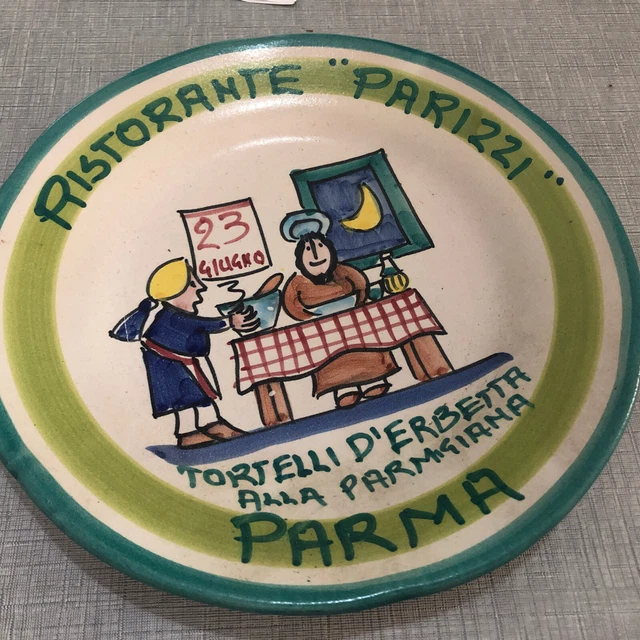 RISTORANTE "PARIZZI"
23
GIUGNO
TORTELLI D'ERBETTA
ALLA PARMIGIANA
PARMA